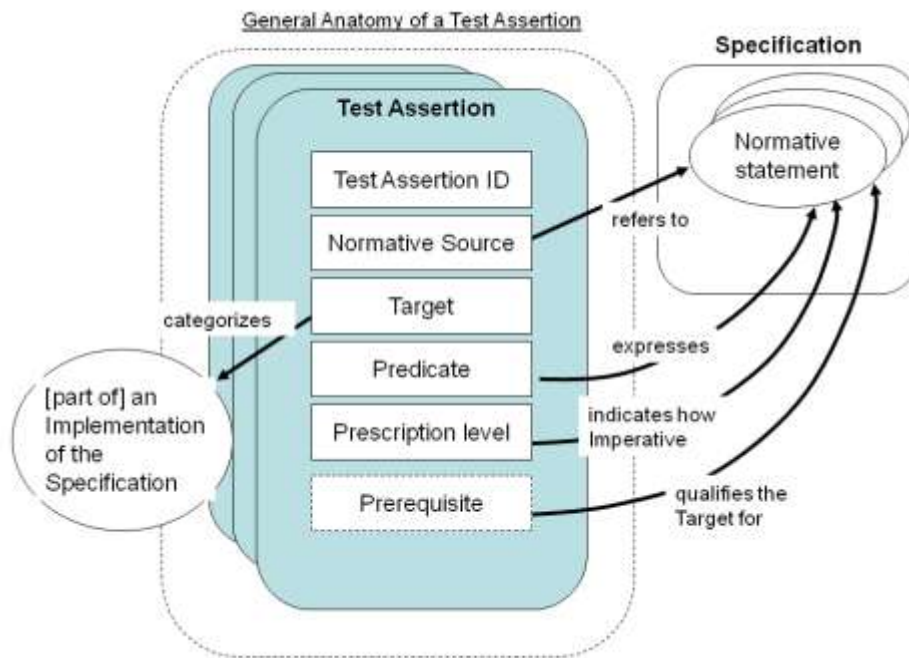 General Anatomy of a Test Assertion
Specification
Test Assertion
Normative
statement
Test Assertion ID
refers to
Normative Source
categorizes
Target
expresses
Predicate
[part of] an
Implementation
of the
Specification
indicates how
Imperative
Prescription level
qualifies the
Target for
Prerequisite